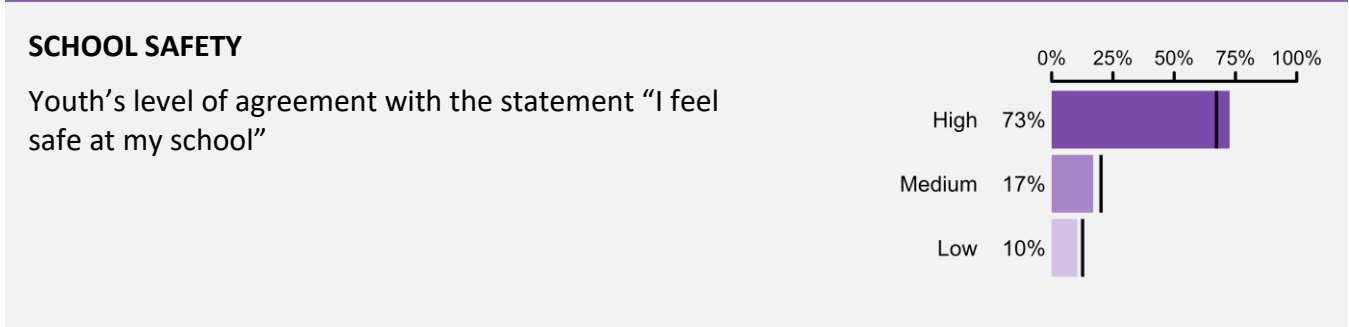 SCHOOL SAFETY
Youth’s level of agreement with the statement “I feel
safe at my school”
0% 25% 50% 75% 100%
High 73%
Medium 17%
Low 10%